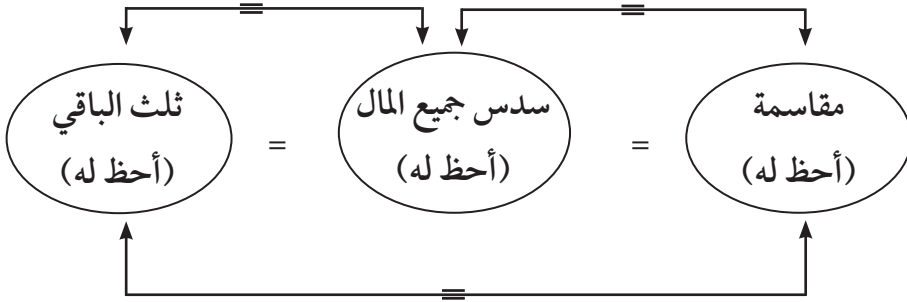 مقاسمة
(أحظ له)
=
سدس جميع المال
(أحظ له)
=
ثلث الباقي
(أحظ له)